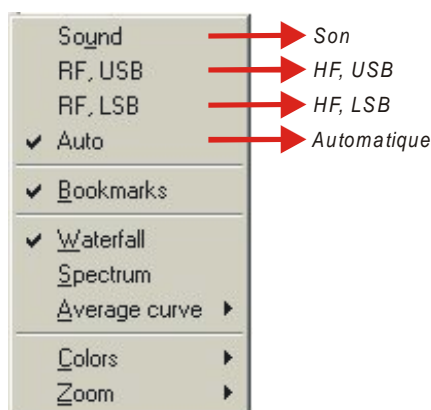 Sound Son
RF, USB HF, USB
RF, LSB HF, LSB
Auto Automatique
Bookmarks
Waterfall
Spectrum
Average curve
Colors
Zoom